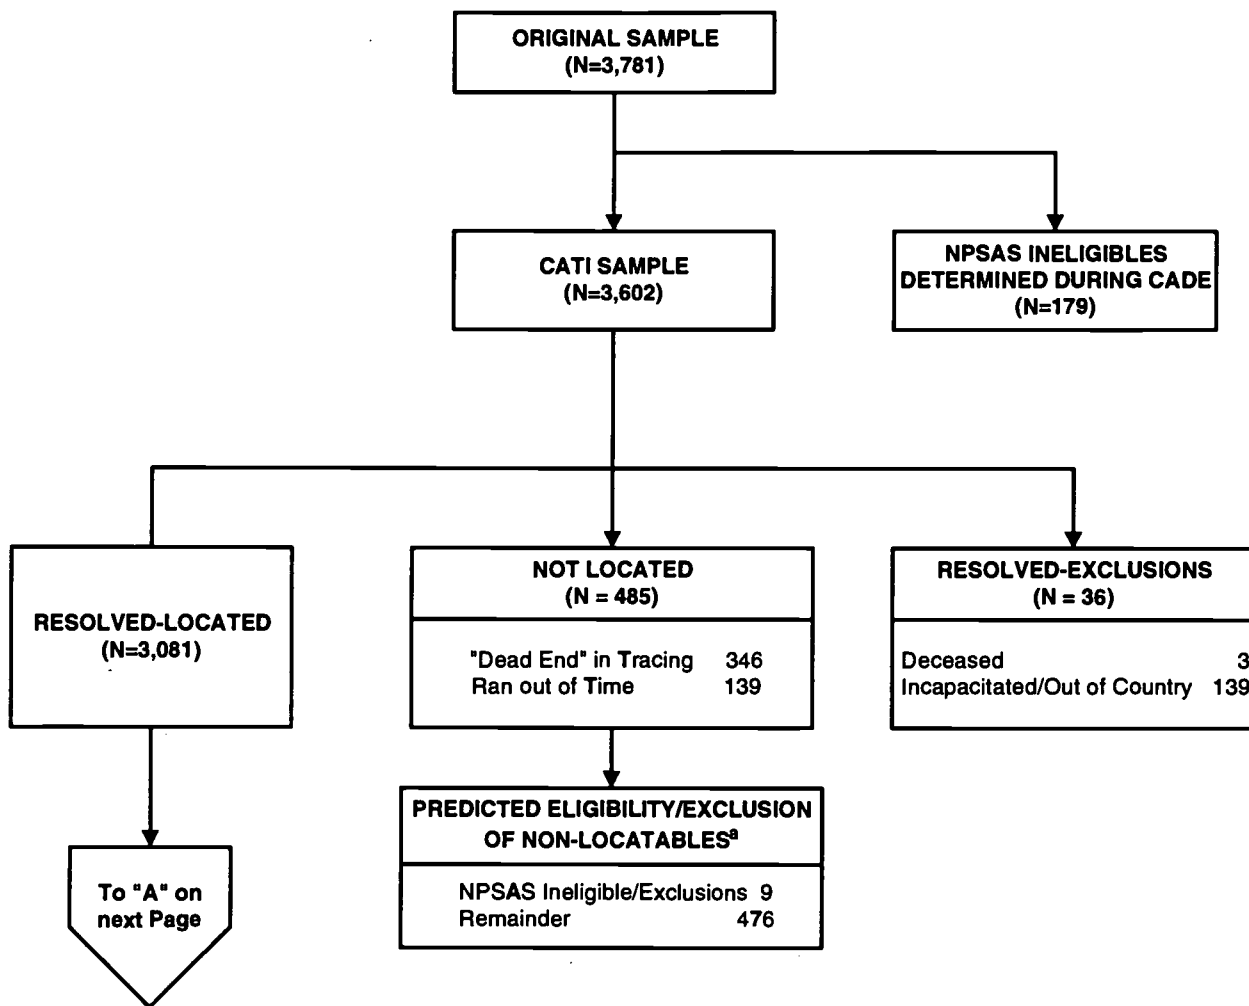 ORIGINAL SAMPLE
(N=3,781)
CATI SAMPLE
(N=3,602)
NPSAS INELIGIBLES
DETERMINED DURING CADE
(N=179)
RESOLVED-LOCATED
(N=3,081)
NOT LOCATED
(N = 485)
"Dead End" in Tracing 346
Ran out of Time 139
RESOLVED-EXCLUSIONS
(N = 36)
Deceased 3
Incapacitated/Out of Country 139
PREDICTED ELIGIBILITY/EXCLUSION
OF NON-LOCATABLESª
NPSAS Ineligible/Exclusions 9
Remainder 476
To "A" on
next Page